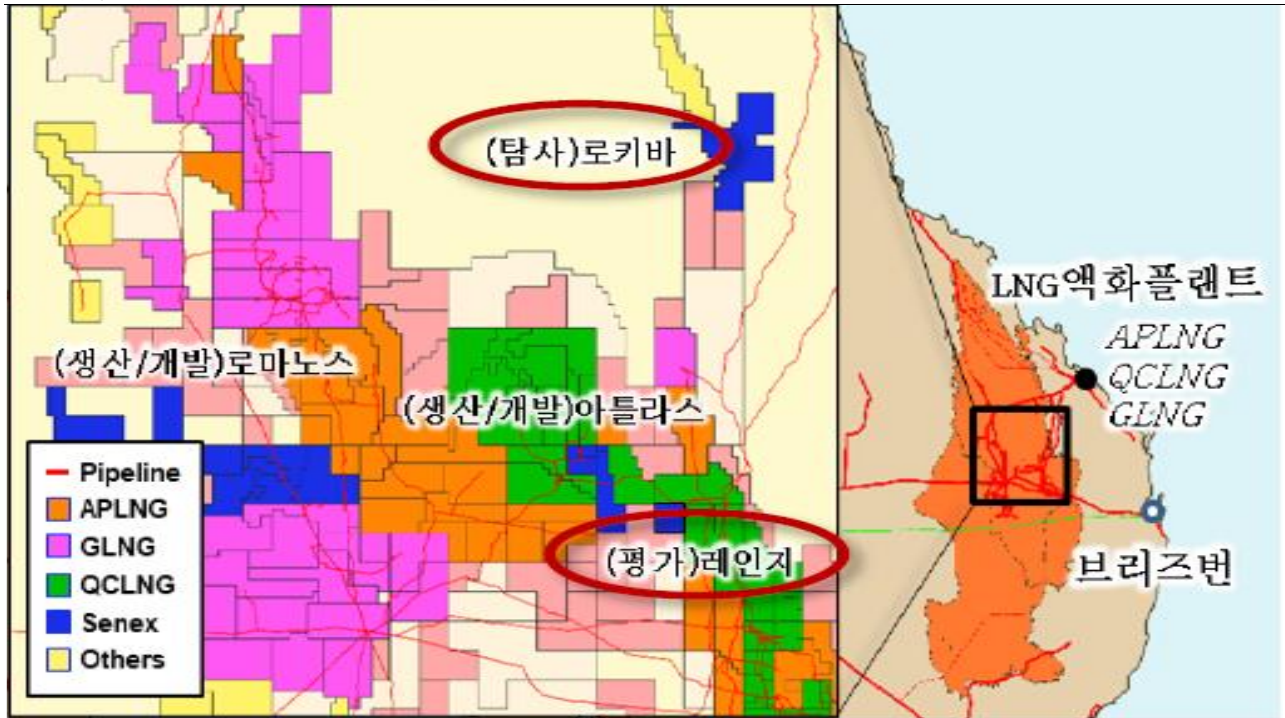 (탐사)로키바
(생산/개발)로마노스
(생산/개발)아틀라스
(평가)레인지
Pipeline
APLNG
GLNG
QCLNG
Senex
Others
LNG액화플랜트
APLNG
QCLNG
GLNG
브리즈번